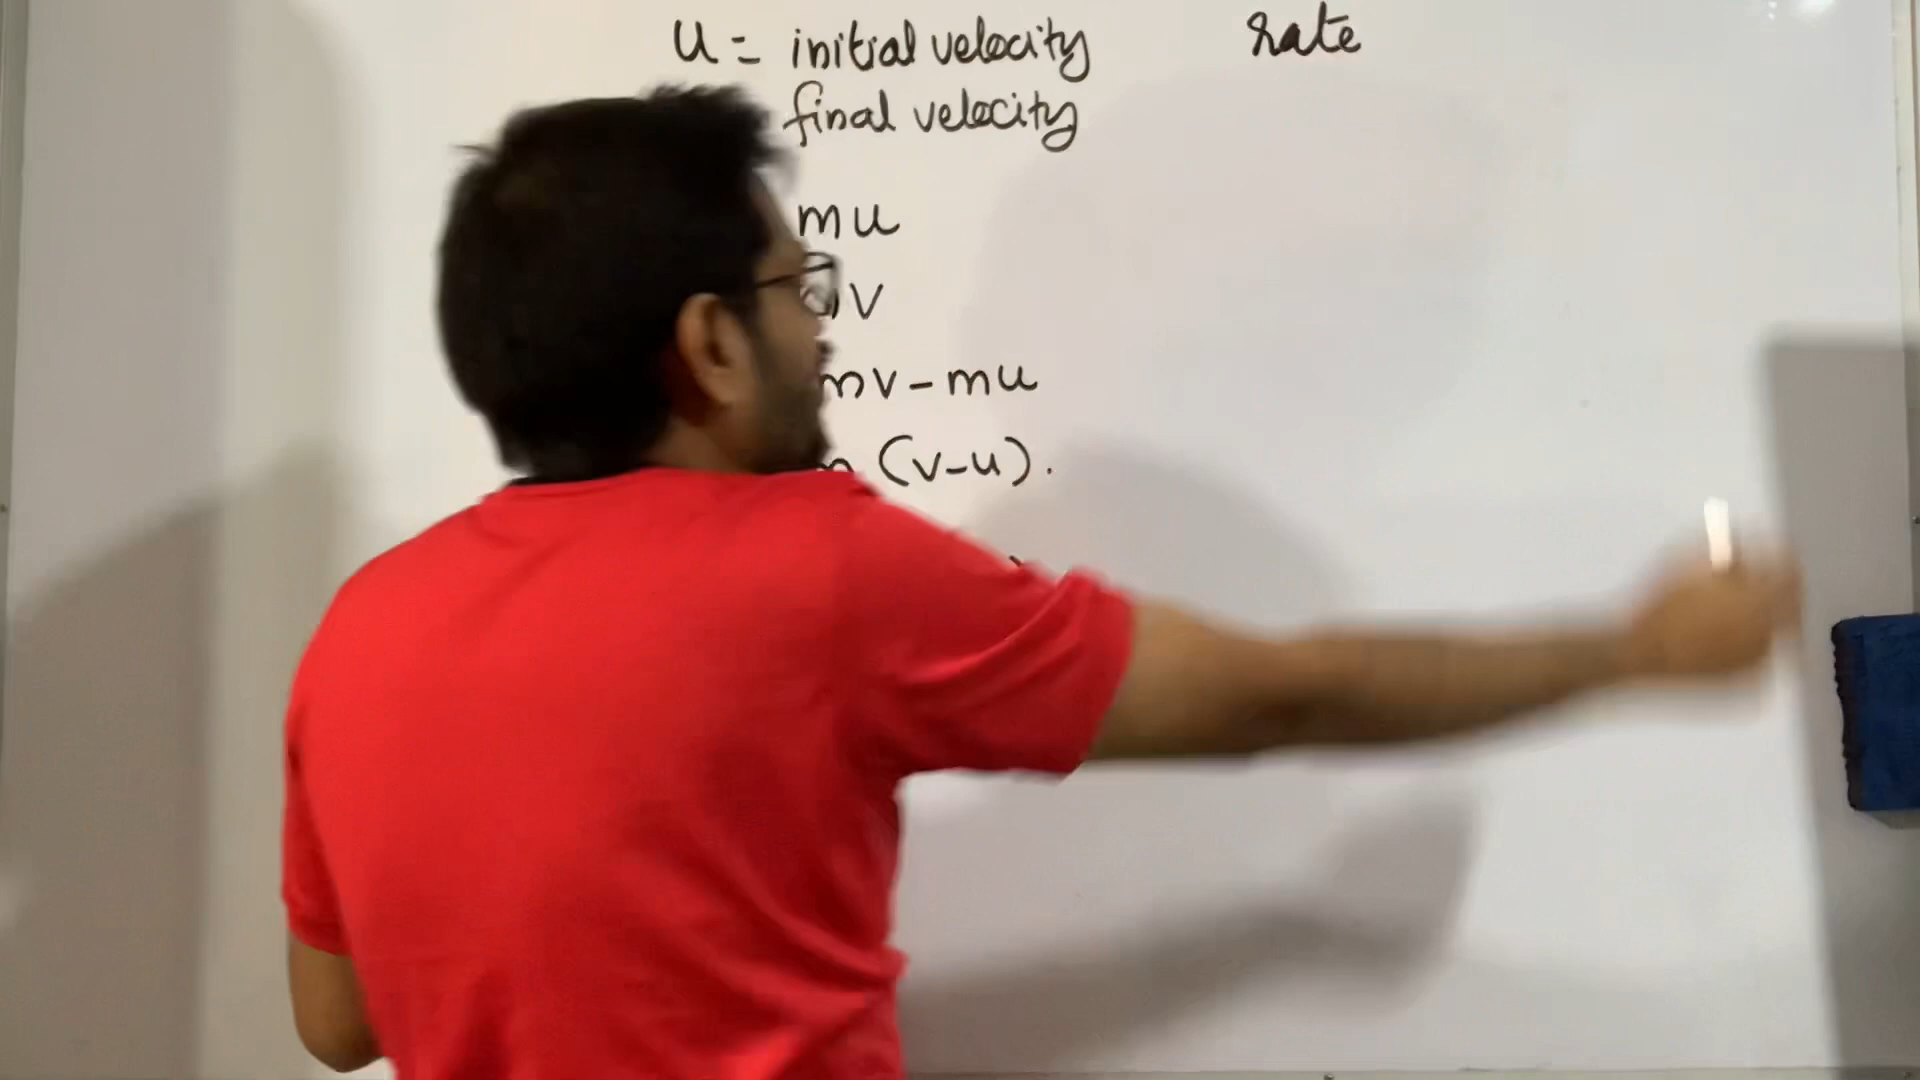 u = initial velocity rate
final velocity
mu
v
mv - mu
(v-u).